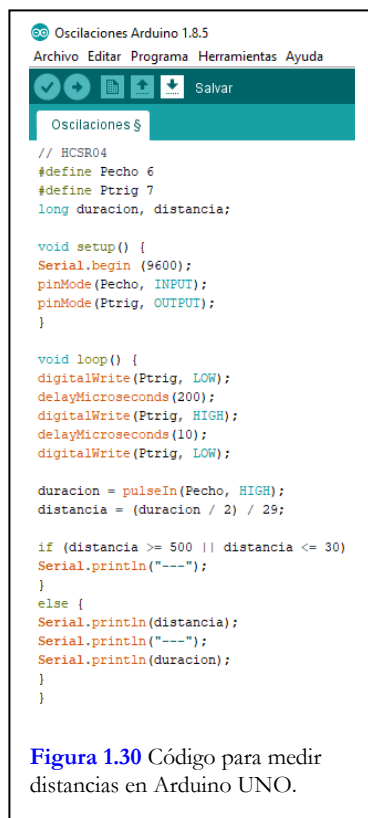 Oscilaciones Arduino 1.8.5
Archivo Editar Programa Herramientas Ayuda
Salvar
Oscilaciones §
// HCSR04
#define Pecho 6
#define Ptrig 7
long duracion, distancia;
void setup() {
Serial.begin (9600);
pinMode(Pecho, INPUT);
pinMode(Ptrig, OUTPUT);
}
void loop() {
digitalWrite(Ptrig, LOW);
delayMicroseconds(200);
digitalWrite(Ptrig, HIGH);
delayMicroseconds(10);
digitalWrite(Ptrig, LOW);
duracion = pulseIn(Pecho, HIGH);
distancia = (duracion / 2) / 29;
if (distancia >= 500 || distancia <= 30)
Serial.println("---");
}
else {
Serial.println(distancia);
Serial.println("---");
Serial.println(duracion);
}
}
Figura 1.30 Código para medir
distancias en Arduino UNO.